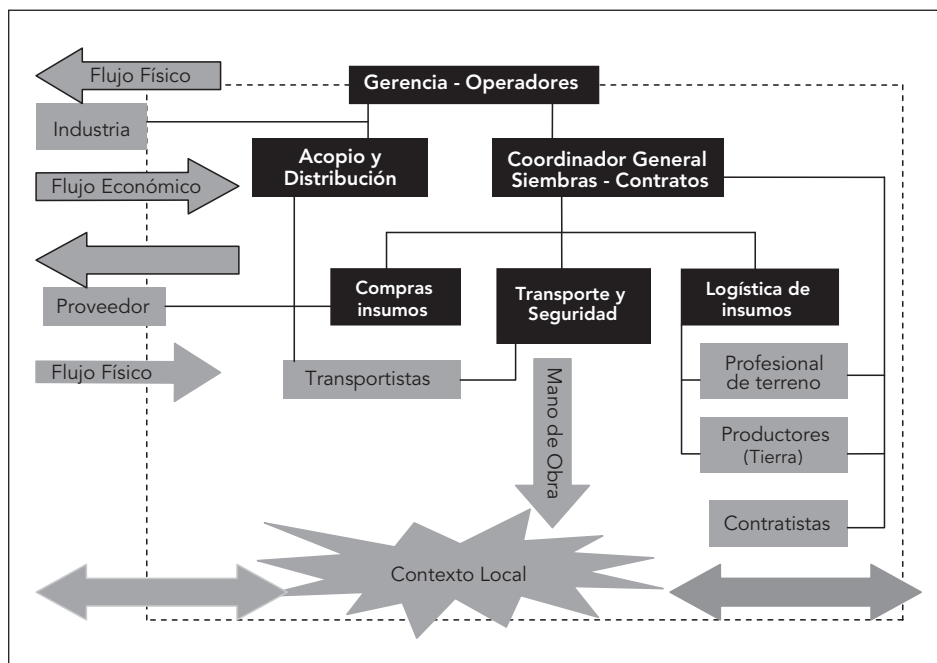 Flujo Físico
Gerencia - Operadores
Industria
Acopio y
Distribución
Coordinador General
Siembras - Contratos
Flujo Económico
Proveedor
Compras
insumos
Transporte y
Seguridad
Logística de
insumos
Flujo Físico
Transportistas
Mano de Obra
Profesional
de terreno
Productores
(Tierra)
Contratistas
Contexto Local